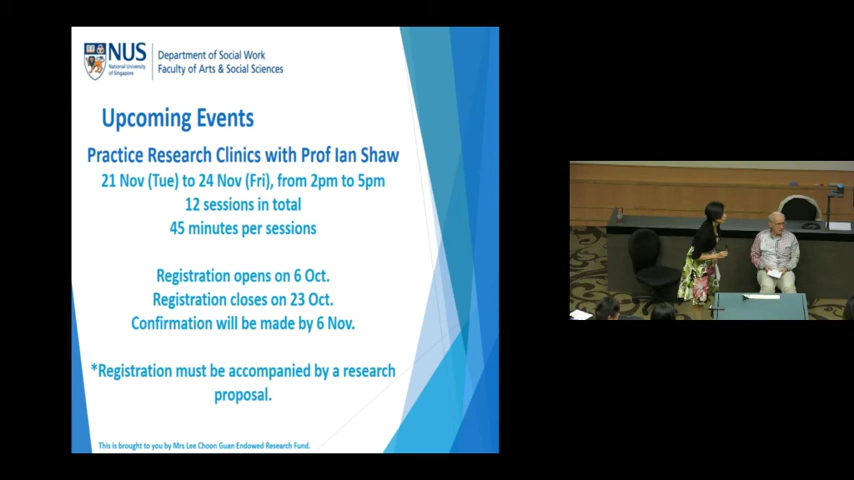 NUS
National University
of Singapore
Department of Social Work
Faculty of Arts & Social Sciences
Upcoming Events
Practice Research Clinics with Prof Ian Shaw
21 Nov (Tue) to 24 Nov (Fri), from 2pm to 5pm
12 sessions in total
45 minutes per sessions
Registration opens on 6 Oct.
Registration closes on 23 Oct.
Confirmation will be made by 6 Nov.
*Registration must be accompanied by a research
proposal.
This is brought to you by Mrs Lee Choon Guan Endowed Research Fund.